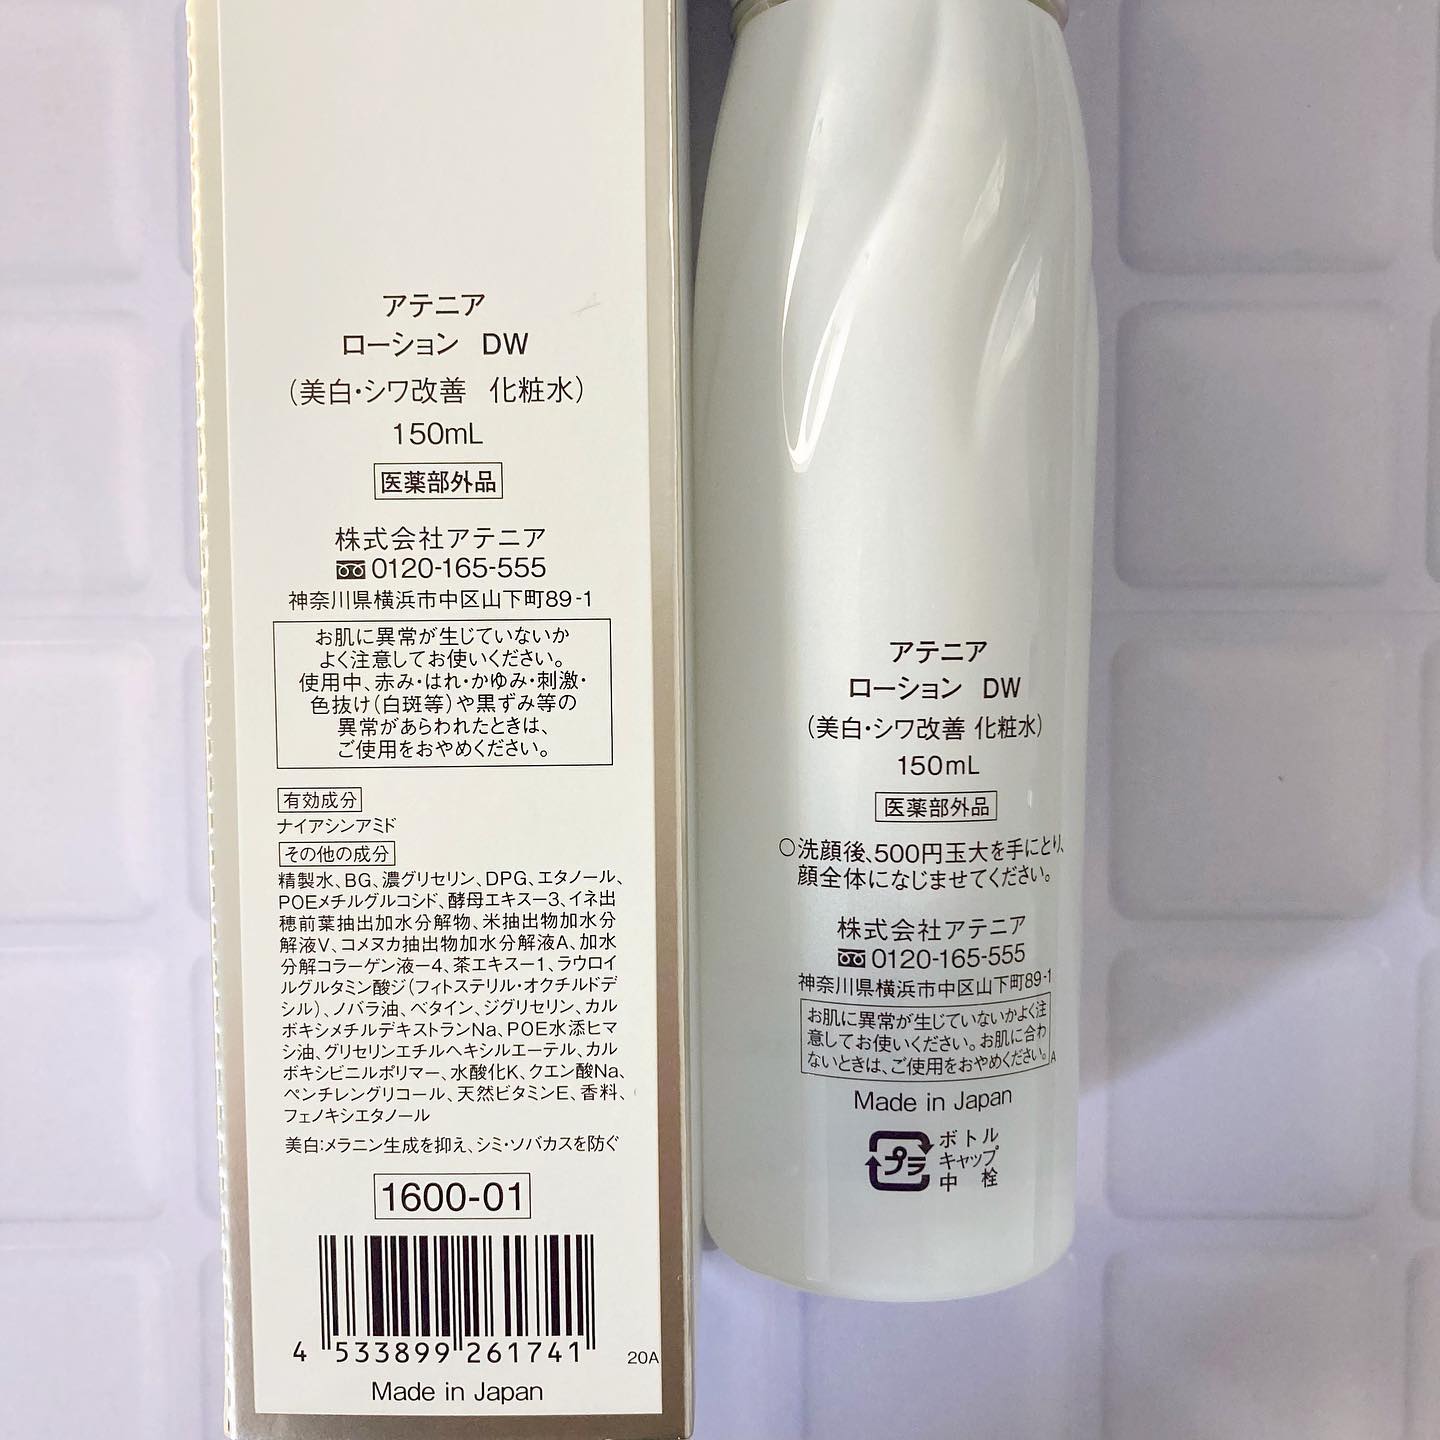 アテニア
ローション DW
（美白・シワ改善 化粧水）
150mL
医薬部外品
株式会社アテニア
0120-165-555
神奈川県横浜市中区山下町89-1
お肌に異常が生じていないか
よく注意してお使いください。
使用中、赤み・はれ・かゆみ・刺激・
色抜け（白斑等）や黒ずみ等の
異常があらわれたときは、
ご使用をおやめください。
有効成分
ナイアシンアミド
その他の成分
精製水、BG、濃グリセリン、DPG、エタノール、
POEメチルグルコシド、酵母エキス－3、イネ出
穂前葉抽出加水分解物、米抽出物加水分
解液V、コメヌカ抽出物加水分解液A、加水
分解コラーゲン液－4、茶エキス－1、ラウロイ
ルグルタミン酸ジ（フィトステリル・オクチルドデ
シル）、ノバラ油、ベタイン、ジグリセリン、カル
ボキシメチルデキストランNa、POE水添ヒマ
シ油、グリセリンエチルヘキシルエーテル、カル
ボキシビニルポリマー、水酸化K、クエン酸Na、
ペンチレングリコール、天然ビタミンE、香料、
フェノキシエタノール
美白：メラニン生成を抑え、シミ・ソバカスを防ぐ
1600-01
4 533899 261741
20A
Made in Japan
アテニア
ローション DW
（美白・シワ改善 化粧水）
150mL
医薬部外品
○洗顔後、500円玉大を手にとり、
顔全体になじませてください。
株式会社アテニア
0120-165-555
神奈川県横浜市中区山下町89-1
お肌に異常が生じていないかよく注
意してお使いください。お肌に合わ
ないときは、ご使用をおやめください。A
Made in Japan
プラ
ボトル
キャップ
中栓